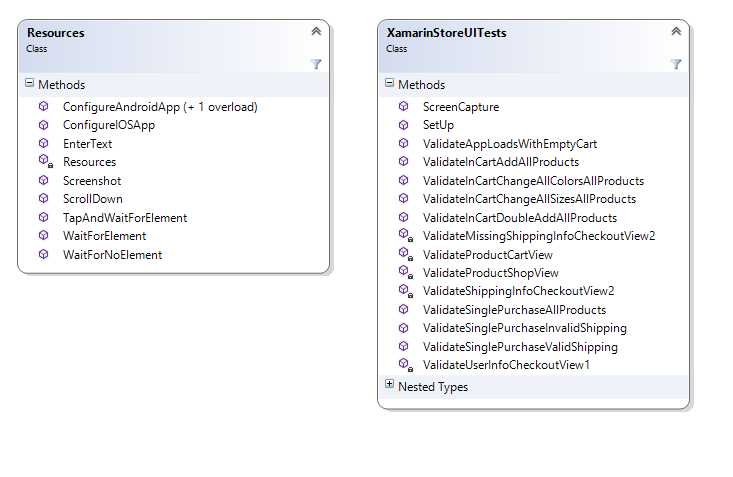 Resources
Class
Methods
ConfigureAndroidApp (+ 1 overload)
ConfigureIOSApp
EnterText
Resources
Screenshot
ScrollDown
TapAndWaitForElement
WaitForElement
WaitForNoElement
XamarinStoreUITests
Class
Methods
ScreenCapture
SetUp
ValidateAppLoadsWithEmptyCart
ValidateInCartAddAllProducts
ValidateInCartChangeAllColorsAllProducts
ValidateInCartChangeAllSizesAllProducts
ValidateInCartDoubleAddAllProducts
ValidateMissingShippingInfoCheckoutView2
ValidateProductCartView
ValidateProductShopView
ValidateShippingInfoCheckoutView2
ValidateSinglePurchaseAllProducts
ValidateSinglePurchaseInvalidShipping
ValidateSinglePurchaseValidShipping
ValidateUserInfoCheckoutView1
Nested Types